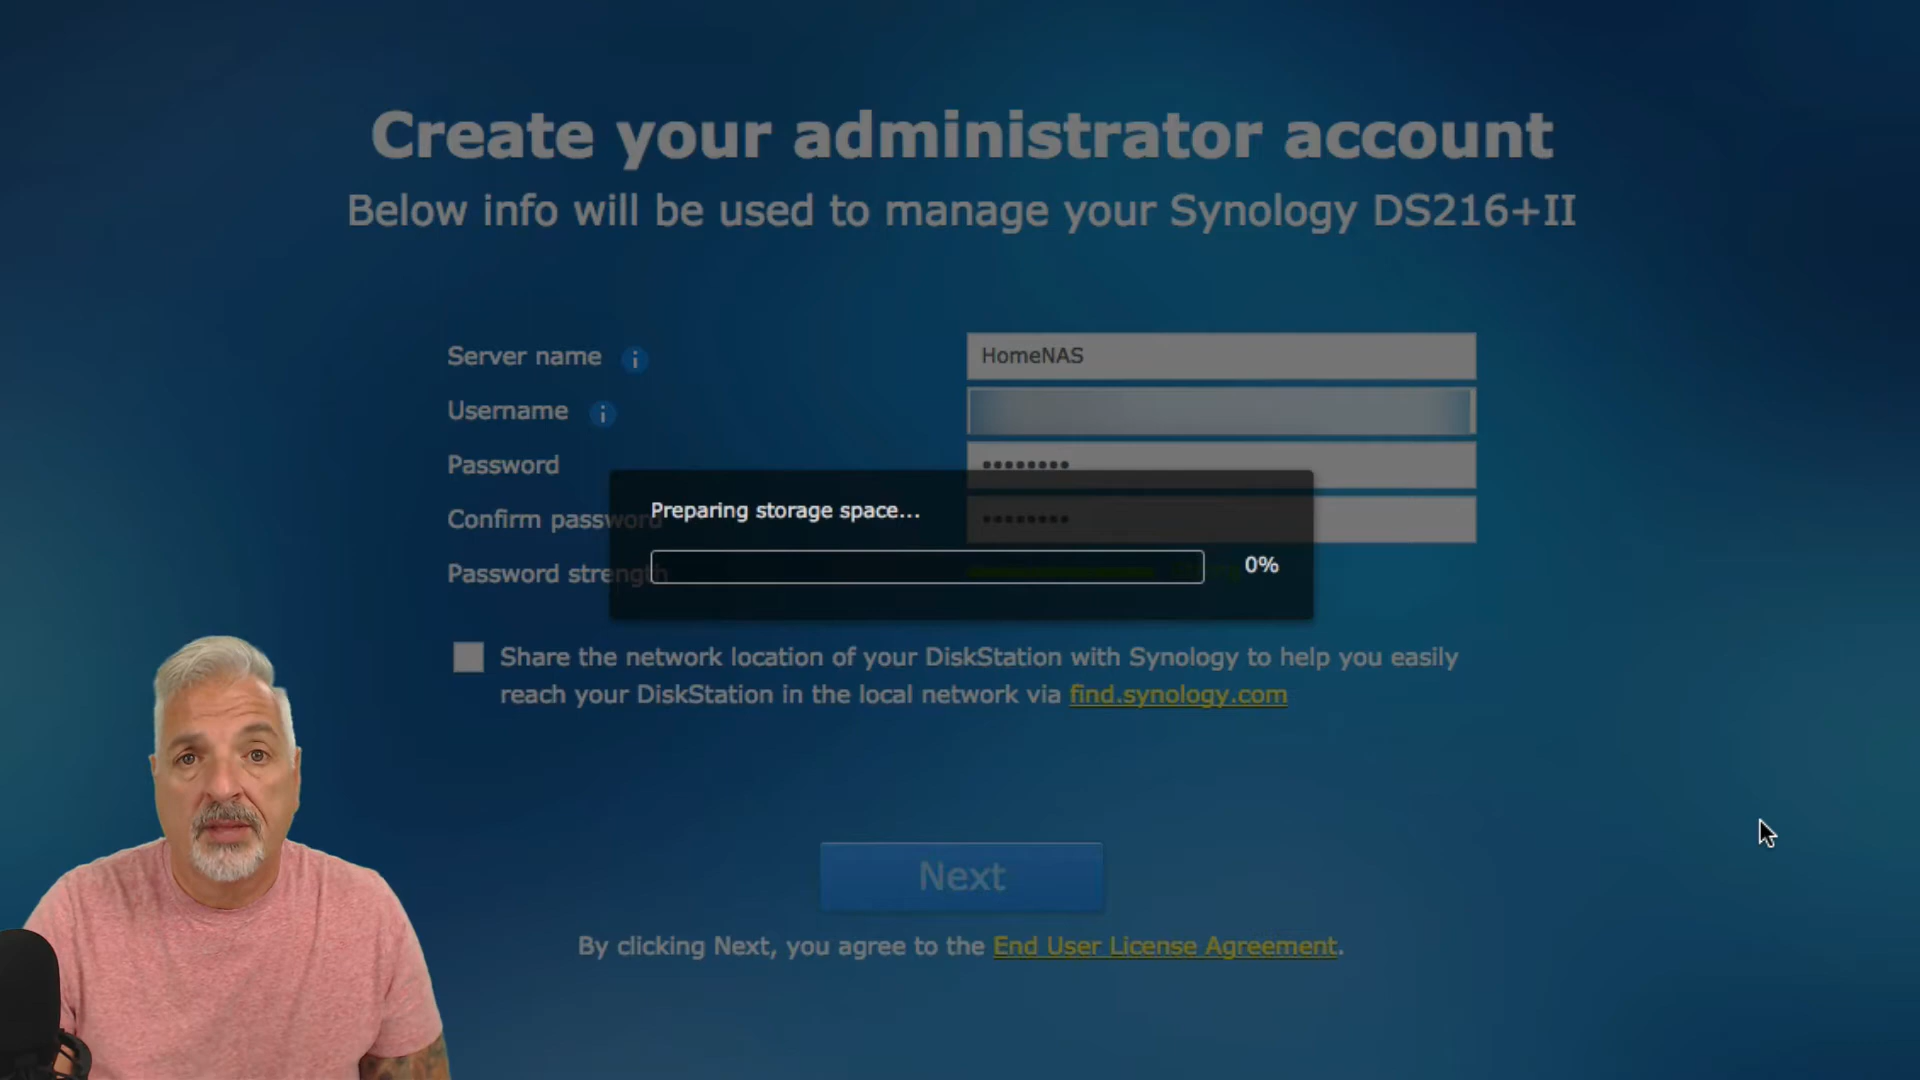 Create your administrator account
Below info will be used to manage your Synology DS216+II
Server name i
HomeNAS
Username i
Password
••••••••
Confirm password
••••••••
Preparing storage space...
0%
Password strength
Share the network location of your DiskStation with Synology to help you easily
reach your DiskStation in the local network via find.synology.com
Next
By clicking Next, you agree to the End User License Agreement.